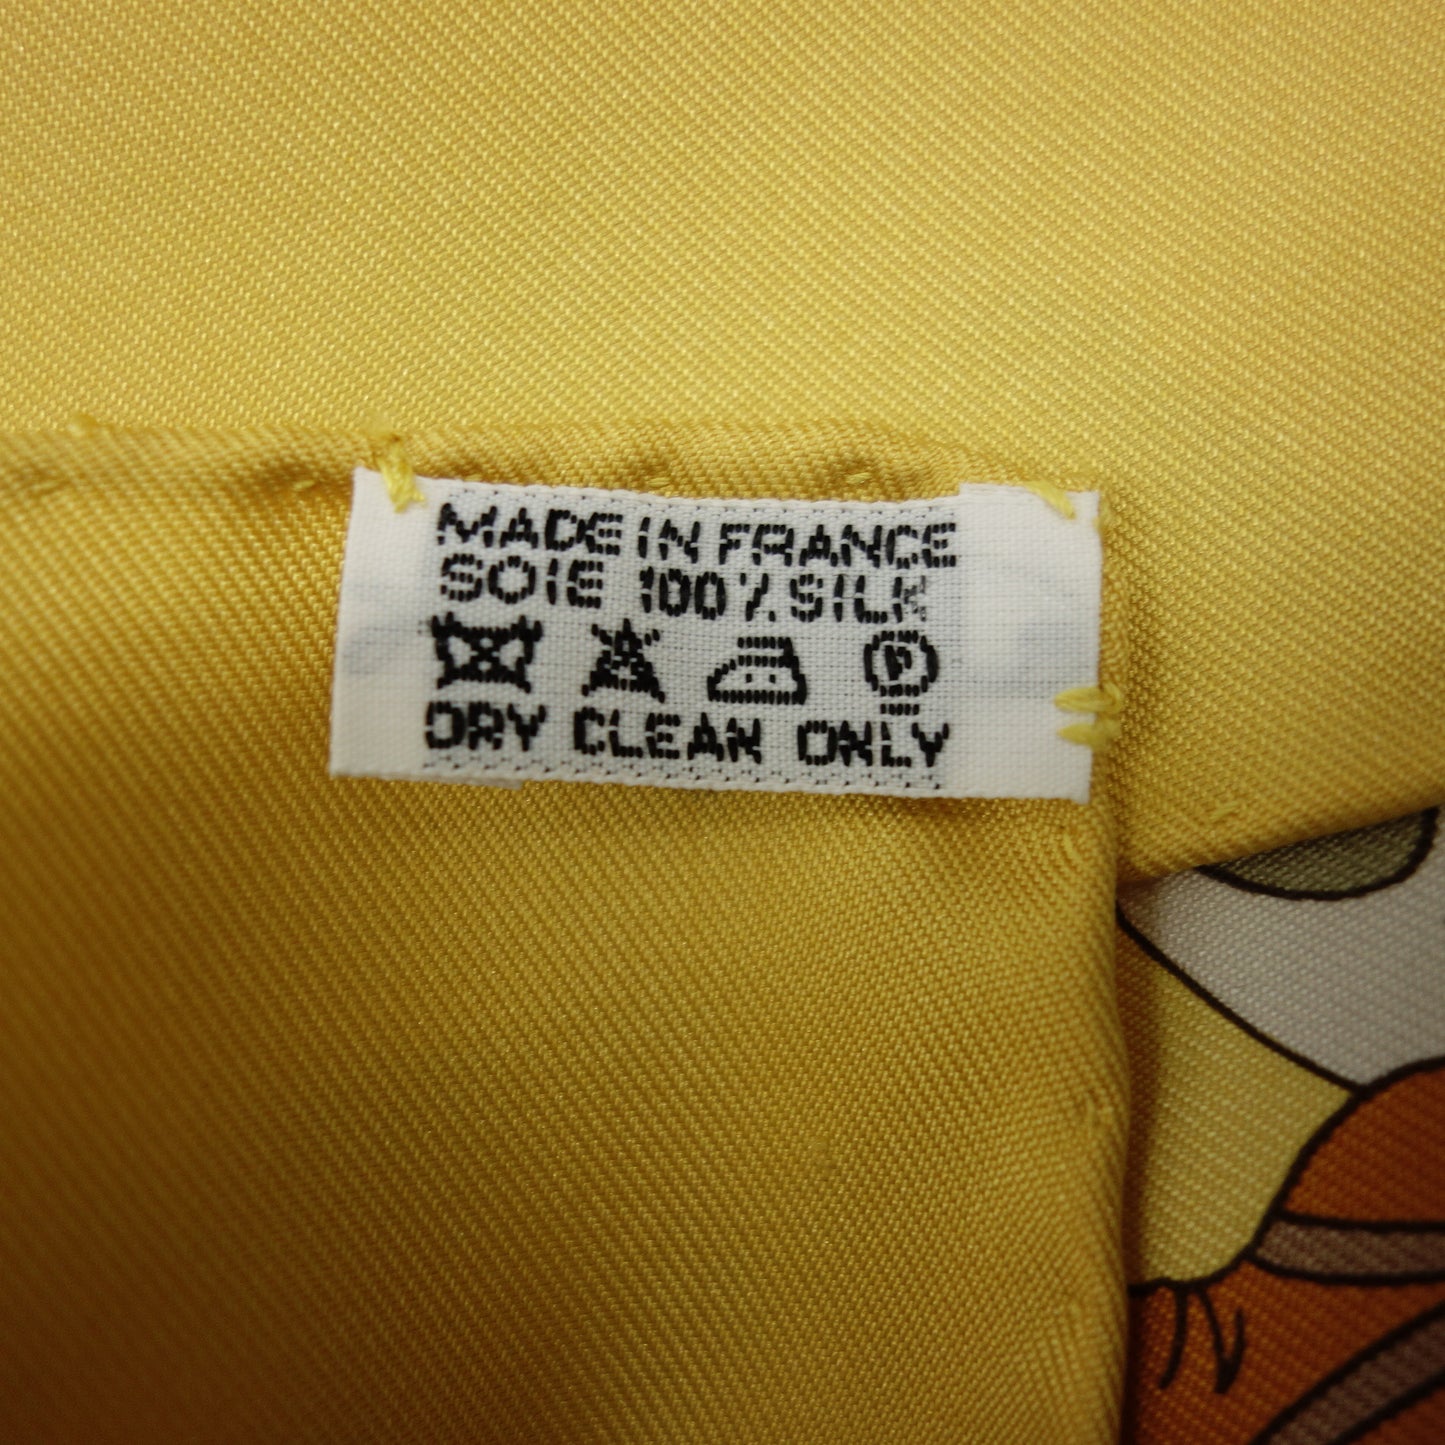 MADE IN FRANCE
SOIE 100% SILK
P
DRY CLEAN ONLY